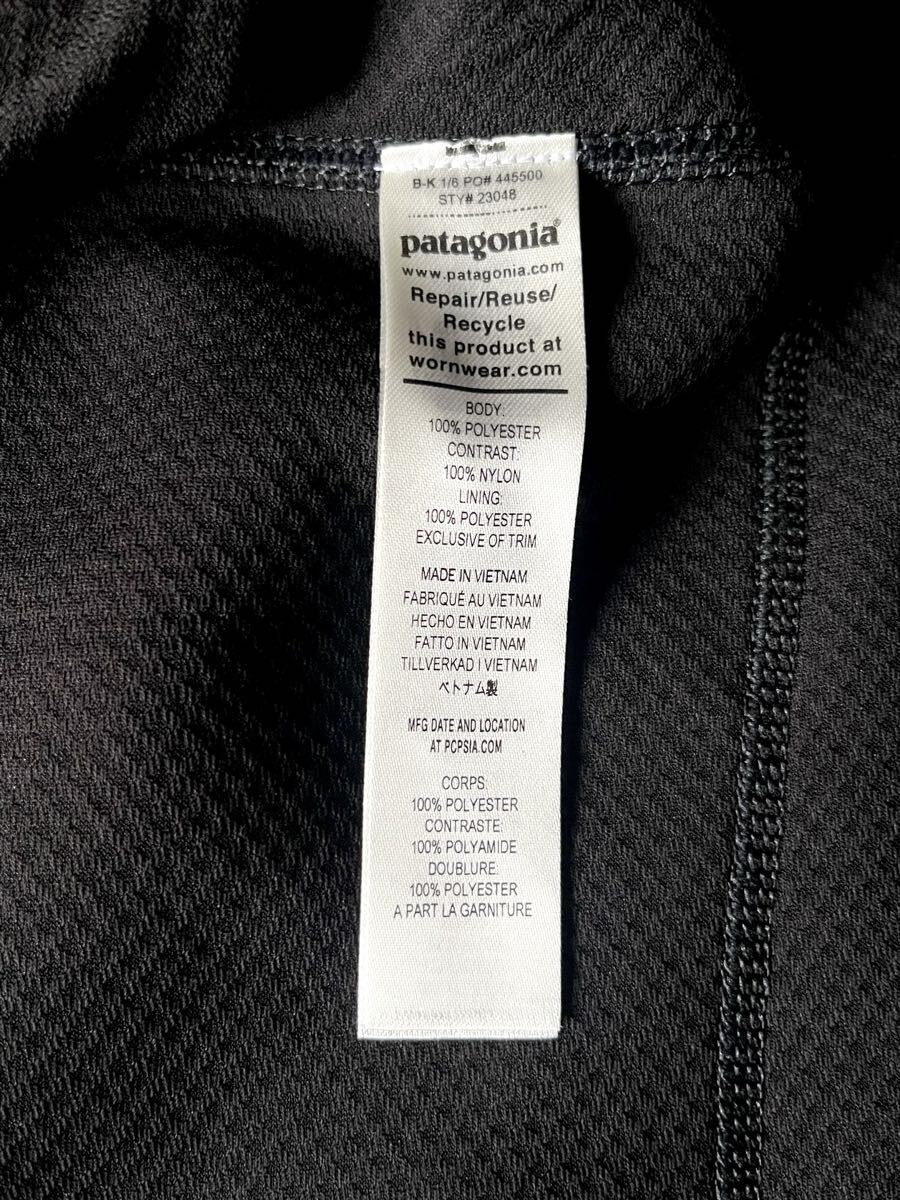 B-K 1/6 PO# 445500
STY# 23048
patagonia®
www.patagonia.com
Repair/Reuse/
Recycle
this product at
wornwear.com
BODY:
100% POLYESTER
CONTRAST:
100% NYLON
LINING:
100% POLYESTER
EXCLUSIVE OF TRIM
MADE IN VIETNAM
FABRIQUÉ AU VIETNAM
HECHO EN VIETNAM
FATTO IN VIETNAM
TILLVERKAD I VIETNAM
ベトナム製
MFG DATE AND LOCATION
AT PCPSIA.COM
CORPS:
100% POLYESTER
CONTRASTE:
100% POLYAMIDE
DOUBLURE:
100% POLYESTER
A PART LA GARNITURE